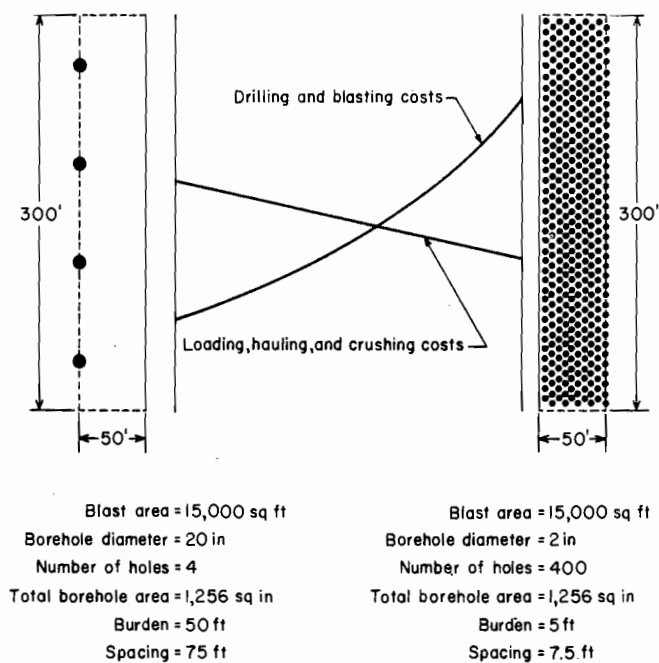 Drilling and blasting costs
300'
300'
Loading, hauling, and crushing costs
50'
50'
Blast area = 15,000 sq ft
Borehole diameter = 20 in
Number of holes = 4
Total borehole area = 1,256 sq in
Burden = 50 ft
Spacing = 75 ft
Blast area = 15,000 sq ft
Borehole diameter = 2 in
Number of holes = 400
Total borehole area = 1,256 sq in
Burden = 5 ft
Spacing = 7.5 ft